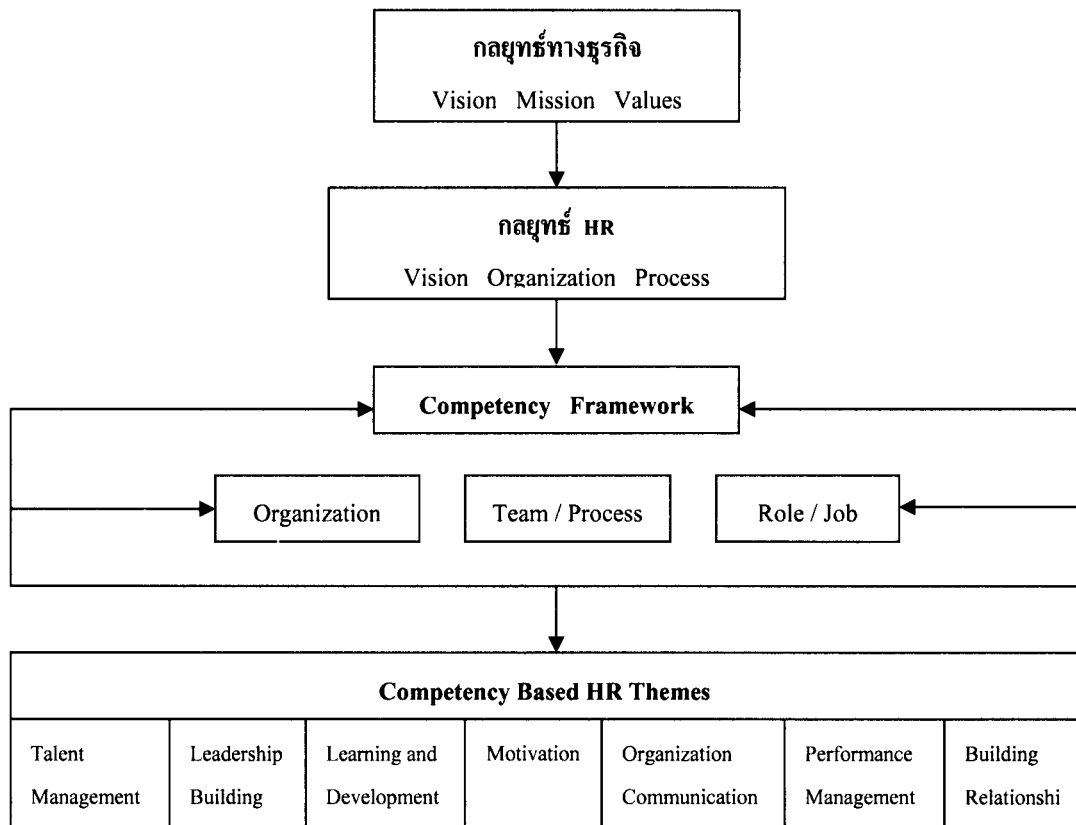 กลยุทธ์ทางธุรกิจ
Vision Mission Values
กลยุทธ์ HR
Vision Organization Process
Competency Framework
Organization
Team / Process
Role / Job
Competency Based HR Themes
Talent
Management
Leadership
Building
Learning and
Development
Motivation
Organization
Communication
Performance
Management
Building
Relationshi